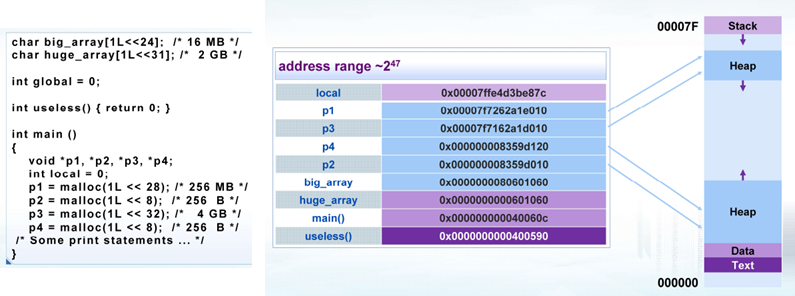 char big_array[1L<<24];  /* 16 MB */
char huge_array[1L<<31]; /*  2 GB */
int global = 0;
int useless() { return 0; }
int main ()
{
void *p1, *p2, *p3, *p4;
int local = 0;
p1 = malloc(1L << 28); /* 256 MB */
p2 = malloc(1L << 8);  /* 256  B */
p3 = malloc(1L << 32); /*   4 GB */
p4 = malloc(1L << 8);  /* 256  B */
/* Some print statements ... */
}
address range ~2⁴⁷
local 0x00007ffe4d3be87c
p1 0x00007f7262a1e010
p3 0x00007f7162a1d010
p4 0x000000008359d120
p2 0x000000008359d010
big_array 0x0000000080601060
huge_array 0x0000000000601060
main() 0x000000000040060c
useless() 0x0000000000400590
00007F
Stack
Heap
Heap
Data
Text
000000